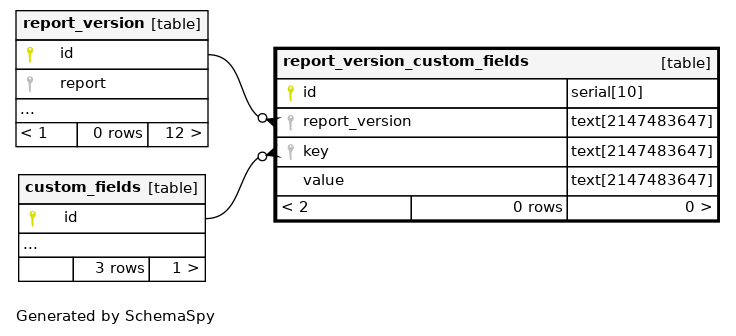 report_version [table]
id
report
...
< 1 0 rows 12 >
custom_fields [table]
id
...
3 rows 1 >
report_version_custom_fields [table]
id serial[10]
report_version text[2147483647]
key text[2147483647]
value text[2147483647]
< 2 0 rows 0 >
Generated by SchemaSpy